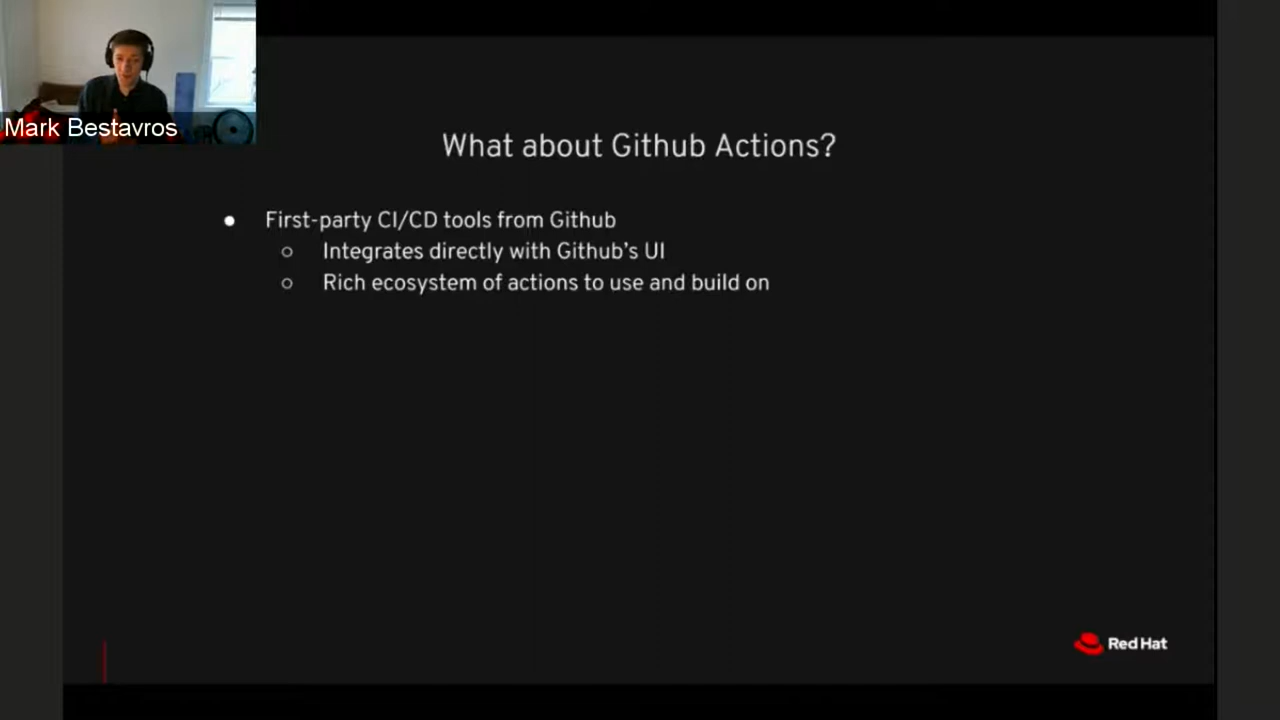 Mark Bestavros
What about Github Actions?
● First-party CI/CD tools from Github
○ Integrates directly with Github's UI
○ Rich ecosystem of actions to use and build on
Red Hat